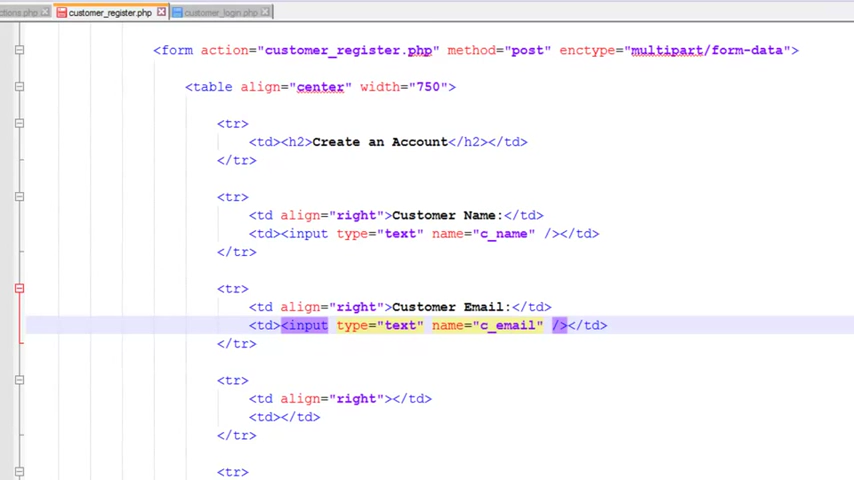 ctions.php customer_register.php customer_login.php
<form action="customer_register.php" method="post" enctype="multipart/form-data">
<table align="center" width="750">
<tr>
<td><h2>Create an Account</h2></td>
</tr>
<tr>
<td align="right">Customer Name:</td>
<td><input type="text" name="c_name" /></td>
</tr>
<tr>
<td align="right">Customer Email:</td>
<td><input type="text" name="c_email" /></td>
</tr>
<tr>
<td align="right"></td>
<td></td>
</tr>
<tr>